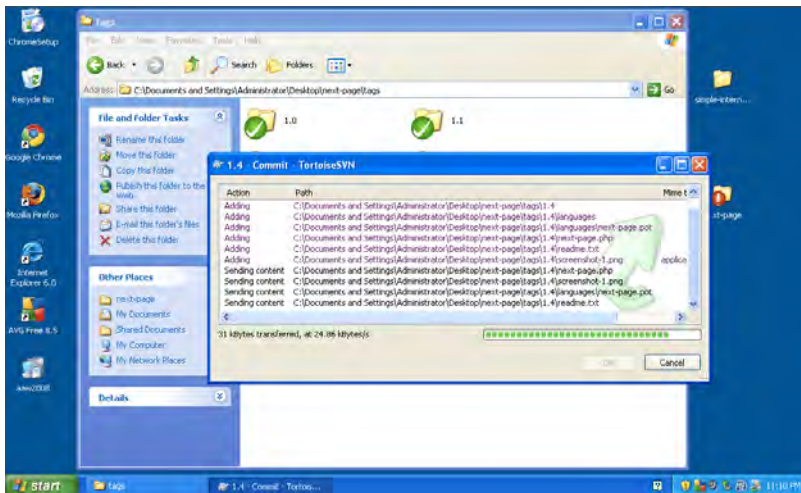 ChromeSetup
Recycle Bin
Google Chrome
Mozilla Firefox
Internet
Explorer 6.0
AVG Free 8.5
Tags
File Edit View Favorites Tools Help
Back Search Folders
Address C:\Documents and Settings\Administrator\Desktop\next-page\tags Go
File and Folder Tasks
Rename this folder
Move this folder
Copy this folder
Publish this folder to the
Web
Share this folder
E-mail this folder's files
Delete this folder
Other Places
next-page
My Documents
Shared Documents
My Computer
My Network Places
Details
1.0
1.1
1.4 - Commit - TortoiseSVN
Action Path Mime t
Adding C:\Documents and Settings\Administrator\Desktop\next-page\tags\1.4
Adding C:\Documents and Settings\Administrator\Desktop\next-page\tags\1.4\languages
Adding C:\Documents and Settings\Administrator\Desktop\next-page\tags\1.4\languages\next-page.pot
Adding C:\Documents and Settings\Administrator\Desktop\next-page\tags\1.4\next-page.php
Adding C:\Documents and Settings\Administrator\Desktop\next-page\tags\1.4\readme.txt
Adding C:\Documents and Settings\Administrator\Desktop\next-page\tags\1.4\screenshot-1.png applica
Sending content C:\Documents and Settings\Administrator\Desktop\next-page\tags\1.4\next-page.php
Sending content C:\Documents and Settings\Administrator\Desktop\next-page\tags\1.4\screenshot-1.png
Sending content C:\Documents and Settings\Administrator\Desktop\next-page\tags\1.4\languages\next-page.pot
Sending content C:\Documents and Settings\Administrator\Desktop\next-page\tags\1.4\readme.txt
31 kBytes transferred, at 24.86 kBytes/s
OK Cancel
simple-intern...
xt-page
start tags 1.4 - Commit - Tortois... 11:10 PM